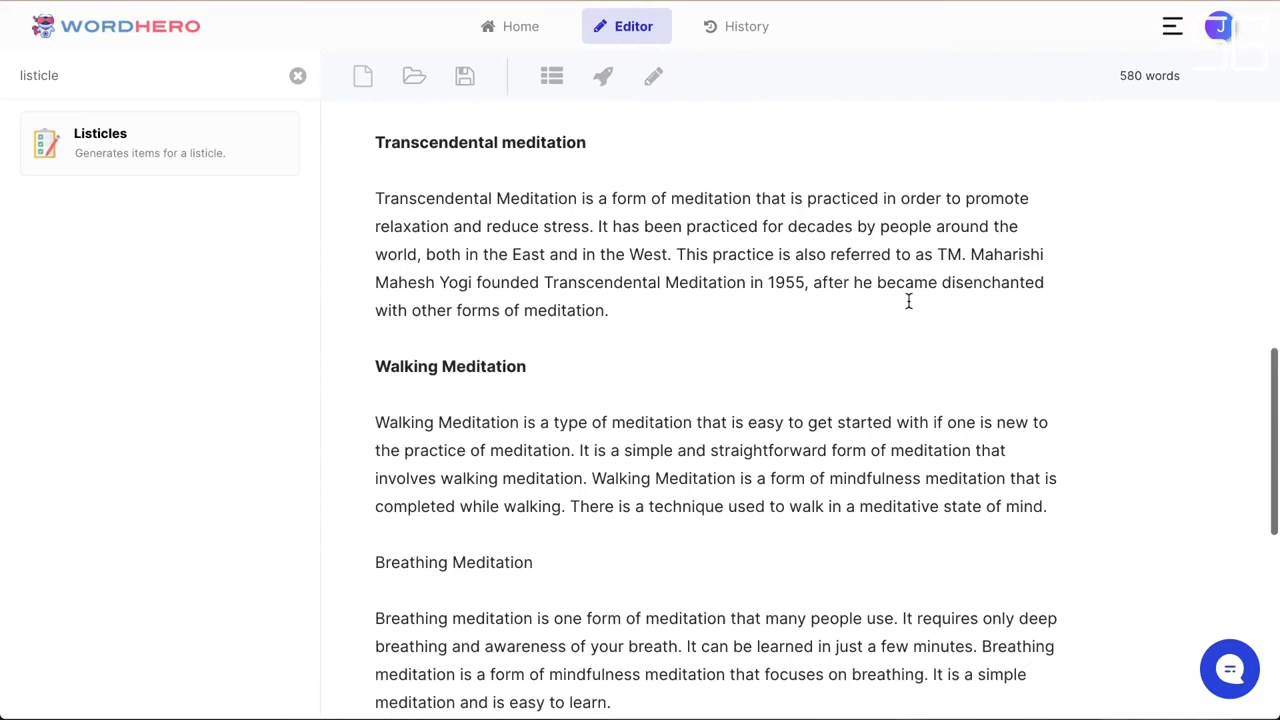 WORDHERO
Home
Editor
History
J
listicle
580 words
Listicles
Generates items for a listicle.
Transcendental meditation
Transcendental Meditation is a form of meditation that is practiced in order to promote
relaxation and reduce stress. It has been practiced for decades by people around the
world, both in the East and in the West. This practice is also referred to as TM. Maharishi
Mahesh Yogi founded Transcendental Meditation in 1955, after he became disenchanted
with other forms of meditation.
Walking Meditation
Walking Meditation is a type of meditation that is easy to get started with if one is new to
the practice of meditation. It is a simple and straightforward form of meditation that
involves walking meditation. Walking Meditation is a form of mindfulness meditation that is
completed while walking. There is a technique used to walk in a meditative state of mind.
Breathing Meditation
Breathing meditation is one form of meditation that many people use. It requires only deep
breathing and awareness of your breath. It can be learned in just a few minutes. Breathing
meditation is a form of mindfulness meditation that focuses on breathing. It is a simple
meditation and is easy to learn.